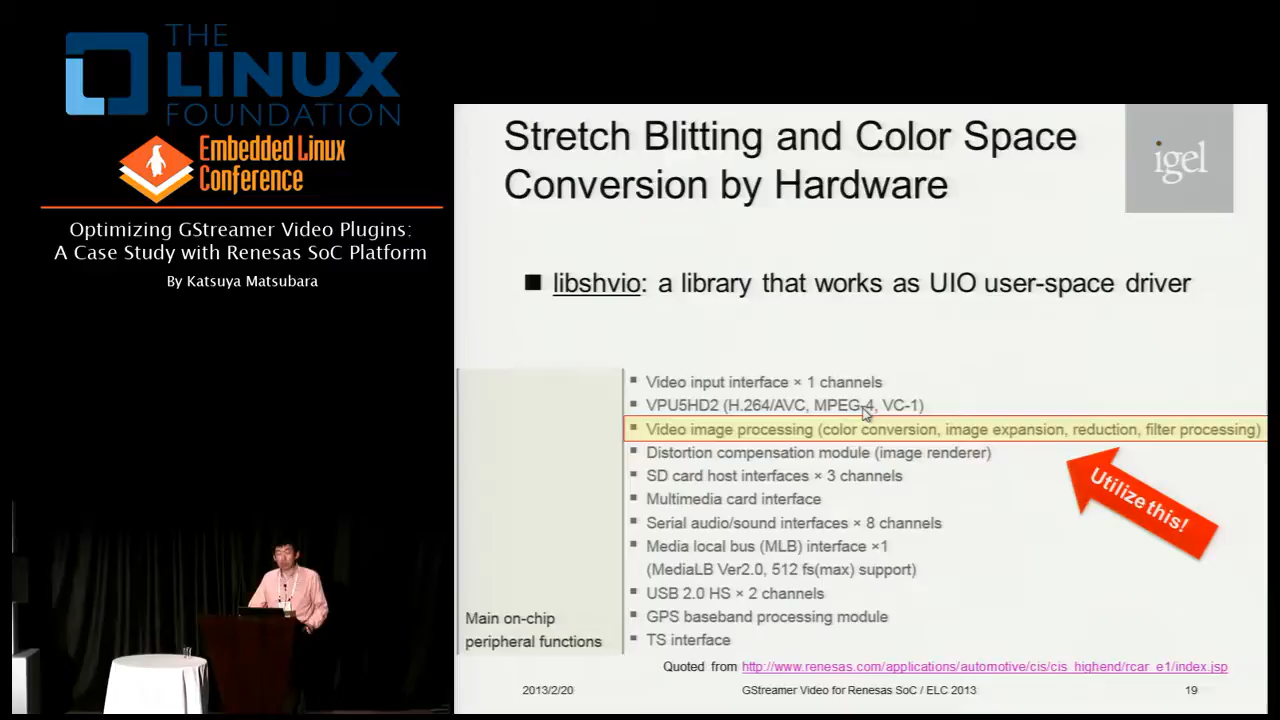 THE
LINUX
FOUNDATION
Embedded Linux
Conference
Optimizing GStreamer Video Plugins:
A Case Study with Renesas SoC Platform
By Katsuya Matsubara
Stretch Blitting and Color Space
Conversion by Hardware
igel
■ libshvio: a library that works as UIO user-space driver
▪ Video input interface × 1 channels
▪ VPU5HD2 (H.264/AVC, MPEG-4, VC-1)
▪ Video image processing (color conversion, image expansion, reduction, filter processing)
▪ Distortion compensation module (image renderer)
▪ SD card host interfaces × 3 channels
▪ Multimedia card interface
▪ Serial audio/sound interfaces × 8 channels
▪ Media local bus (MLB) interface ×1
(MediaLB Ver2.0, 512 fs(max) support)
▪ USB 2.0 HS × 2 channels
▪ GPS baseband processing module
▪ TS interface
Main on-chip
peripheral functions
Utilize this!
Quoted from http://www.renesas.com/applications/automotive/cis/cis_highend/rcar_e1/index.jsp
2013/2/20
GStreamer Video for Renesas SoC / ELC 2013
19